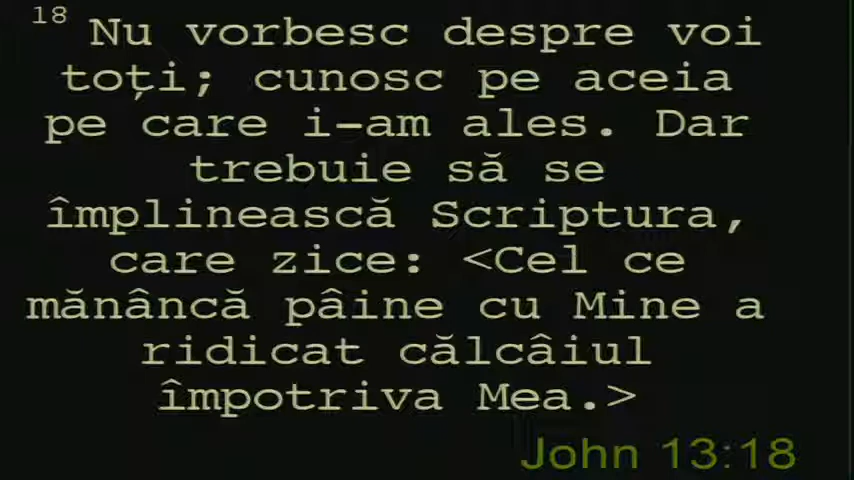 18 Nu vorbesc despre voi
toți; cunosc pe aceia
pe care i-am ales. Dar
trebuie să se
împlinească Scriptura,
care zice: <Cel ce
mănâncă pâine cu Mine a
ridicat călcâiul
împotriva Mea.>
John 13:18